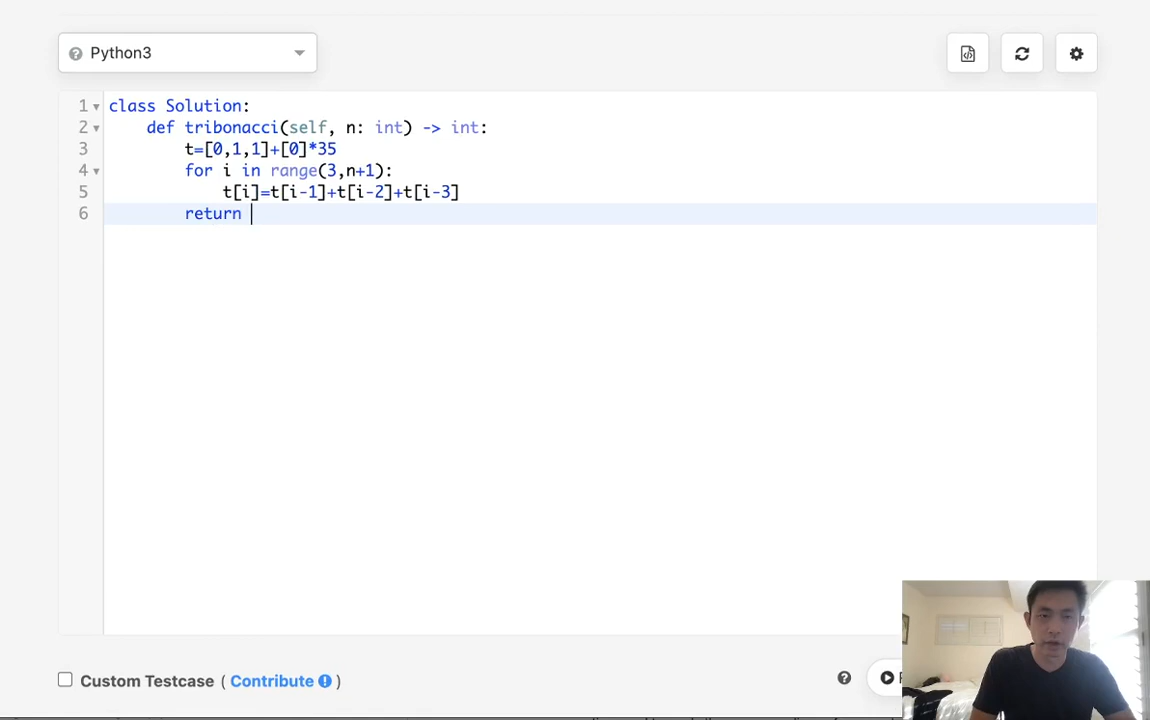 Python3
1 class Solution:
2     def tribonacci(self, n: int) -> int:
3         t=[0,1,1]+[0]*35
4         for i in range(3,n+1):
5             t[i]=t[i-1]+t[i-2]+t[i-3]
6         return
Custom Testcase ( Contribute )